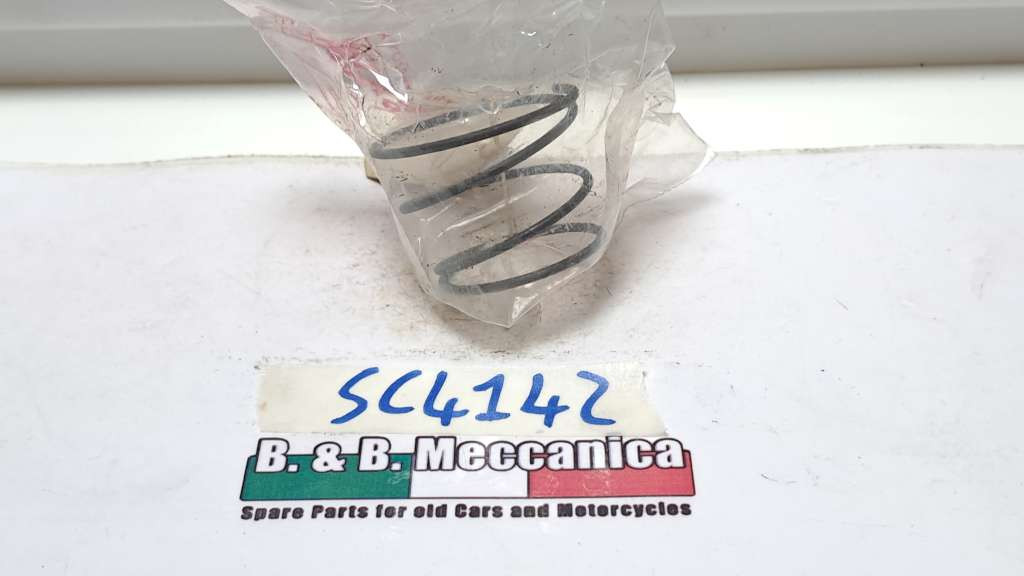 SC4142
B. & B. Meccanica
Spare Parts for old Cars and Motorcycles